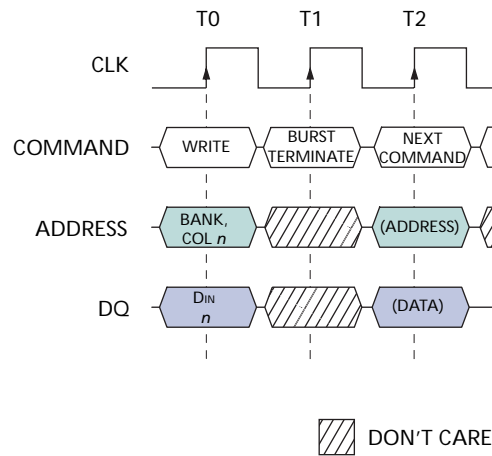 T0 T1 T2
CLK
COMMAND WRITE BURST TERMINATE NEXT COMMAND
ADDRESS BANK, COL n (ADDRESS)
DQ DIN n (DATA)
DON'T CARE